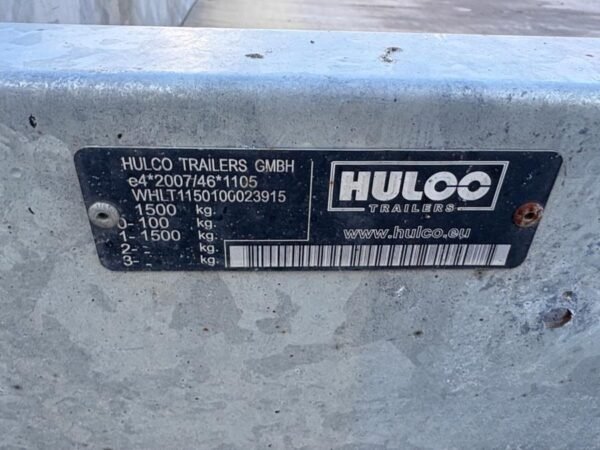 HULCO TRAILERS GMBH
e4*2007/46*1105
WHLT1150100023915
1500 kg.
0- 100 kg.
1- 1500 kg.
2- - kg.
3- - kg.
HULCO
TRAILERS
www.hulco.eu